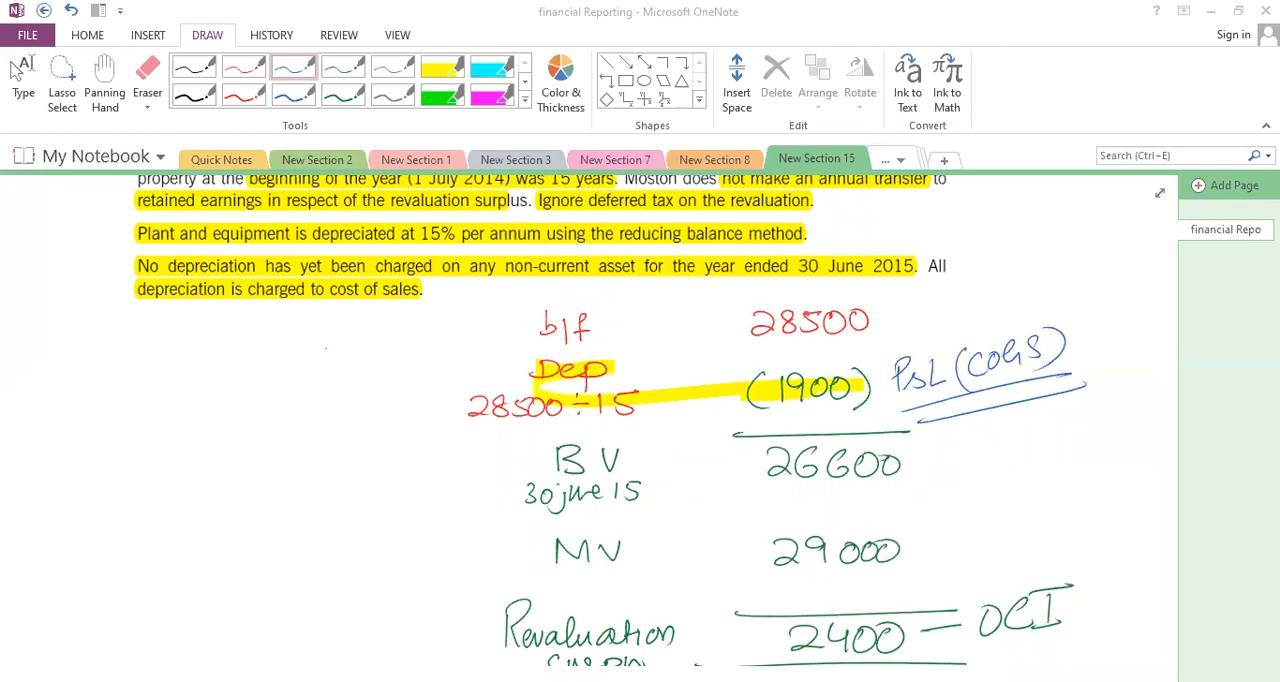 financial Reporting - Microsoft OneNote
?
FILE HOME INSERT DRAW HISTORY REVIEW VIEW
Sign in
Type
Lasso Select
Panning Hand
Eraser
Color & Thickness
Insert Space
Delete
Arrange
Rotate
Ink to Text
Ink to Math
Tools
Shapes
Edit
Convert
My Notebook
Quick Notes
New Section 2
New Section 1
New Section 3
New Section 7
New Section 8
New Section 15
...
Search (Ctrl+E)
Add Page
financial Repo
property at the beginning of the year (1 July 2014) was 15 years. Moston does not make an annual transfer to
retained earnings in respect of the revaluation surplus. Ignore deferred tax on the revaluation.
Plant and equipment is depreciated at 15% per annum using the reducing balance method.
No depreciation has yet been charged on any non-current asset for the year ended 30 June 2015. All
depreciation is charged to cost of sales.
b/f 28500
Dep
28500 ÷ 15 (1900) P&L (COGS)
BV 26600
30 june 15
MV 29000
Revaluation 2400 — OCI